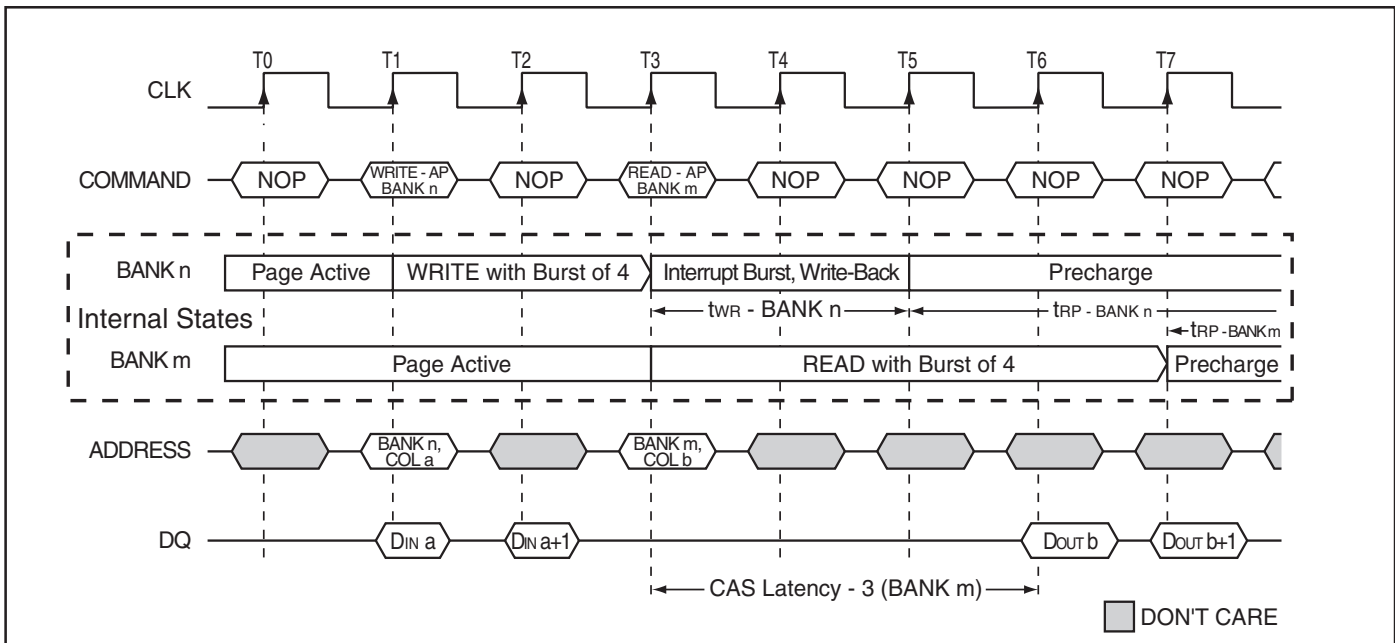 T0 T1 T2 T3 T4 T5 T6 T7
CLK
COMMAND NOP WRITE - AP BANK n NOP READ - AP BANK m NOP NOP NOP NOP
BANK n Page Active WRITE with Burst of 4 Interrupt Burst, Write-Back Precharge
tWR - BANK n tRP - BANK n
Internal States
tRP - BANK m
BANK m Page Active READ with Burst of 4 Precharge
ADDRESS BANK n, COL a BANK m, COL b
DQ DIN a DIN a+1 DOUT b DOUT b+1
CAS Latency - 3 (BANK m)
DON'T CARE